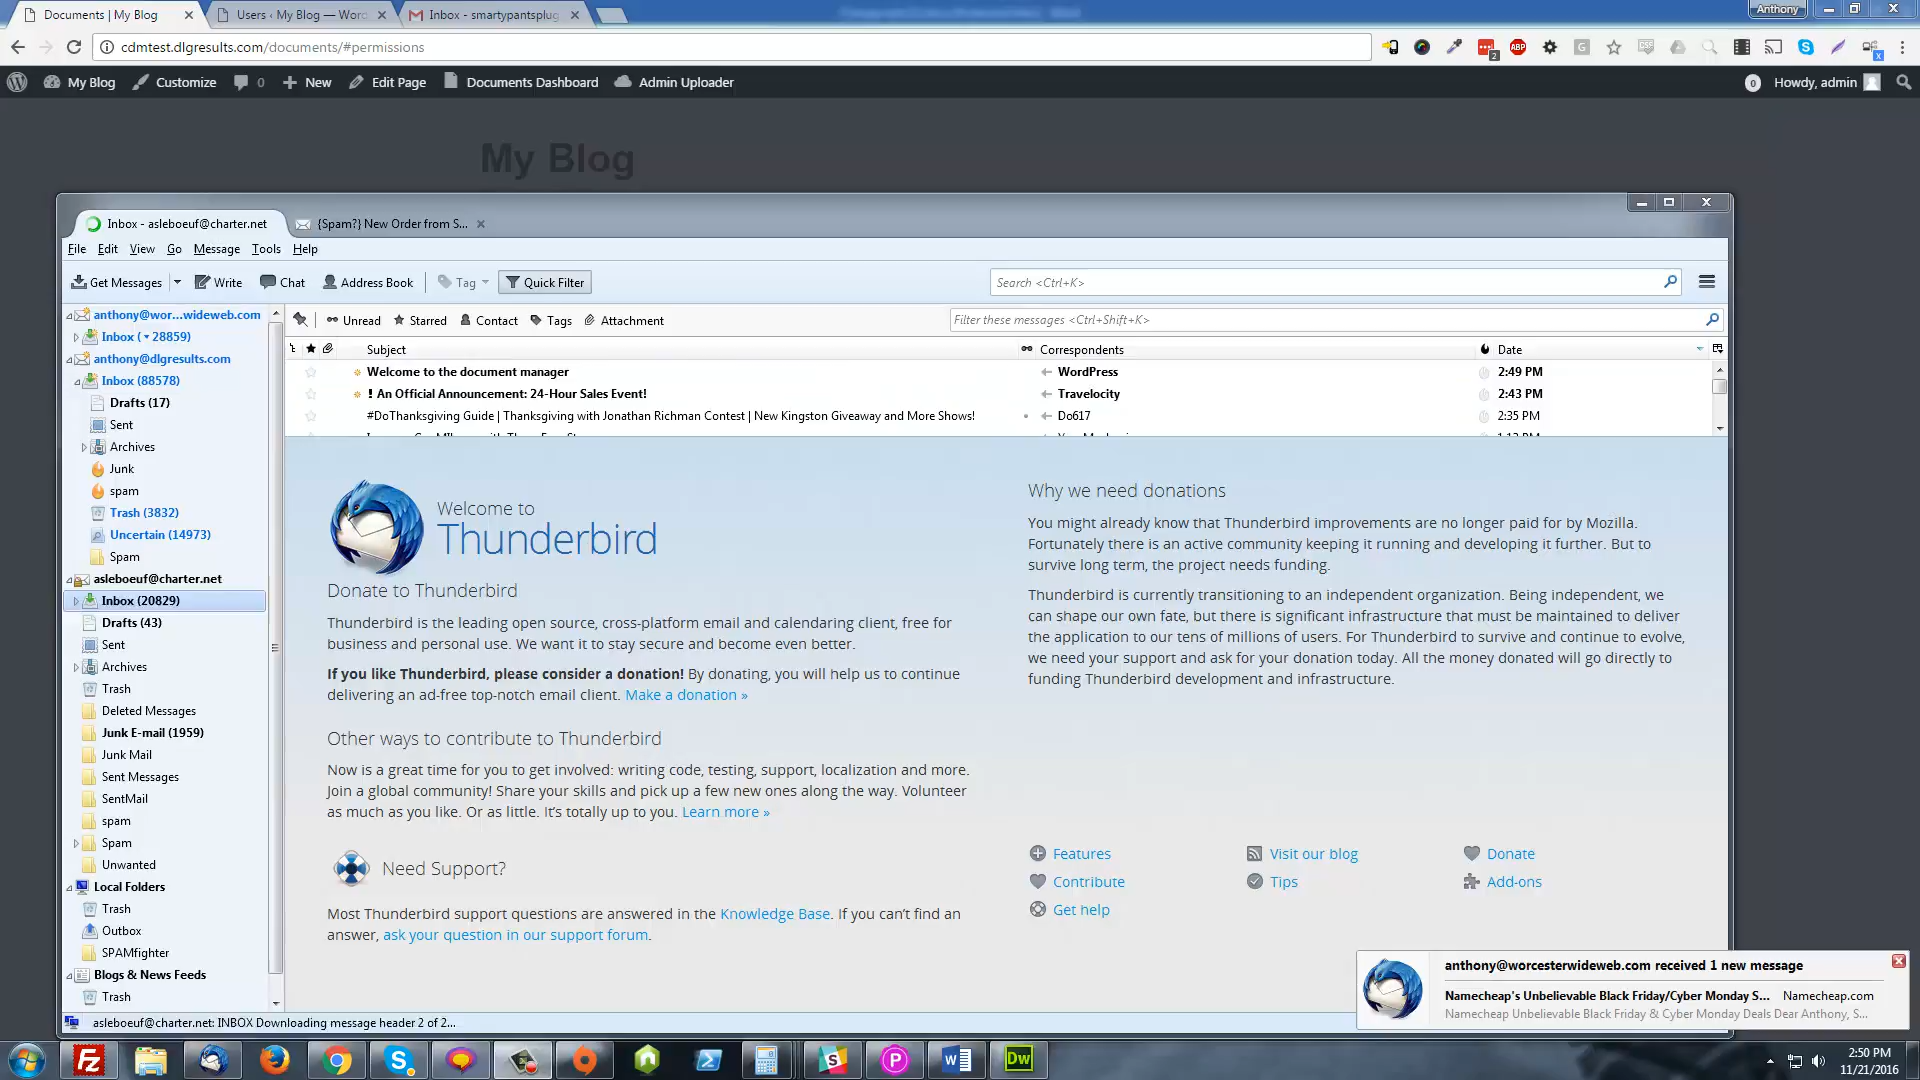 Documents | My Blog
Users ‹ My Blog — Word
Inbox - smartypantsplug
Anthony
cdmtest.dlgresults.com/documents/#permissions
My Blog
Customize
0
New
Edit Page
Documents Dashboard
Admin Uploader
0
Howdy, admin
My Blog
Inbox - asleboeuf@charter.net
{Spam?} New Order from S...
File Edit View Go Message Tools Help
Get Messages
Write
Chat
Address Book
Tag
Quick Filter
Search <Ctrl+K>
Unread
Starred
Contact
Tags
Attachment
Filter these messages <Ctrl+Shift+K>
Subject
Correspondents
Date
Welcome to the document manager
WordPress
2:49 PM
! An Official Announcement: 24-Hour Sales Event!
Travelocity
2:43 PM
#DoThanksgiving Guide | Thanksgiving with Jonathan Richman Contest | New Kingston Giveaway and More Shows!
Do617
2:35 PM
anthony@wor...wideweb.com
Inbox ( 28859)
anthony@dlgresults.com
Inbox (88578)
Drafts (17)
Sent
Archives
Junk
spam
Trash (3832)
Uncertain (14973)
Spam
asleboeuf@charter.net
Inbox (20829)
Drafts (43)
Sent
Archives
Trash
Deleted Messages
Junk E-mail (1959)
Junk Mail
Sent Messages
SentMail
spam
Spam
Unwanted
Local Folders
Trash
Outbox
SPAMfighter
Blogs & News Feeds
Trash
Welcome to
Thunderbird
Donate to Thunderbird
Thunderbird is the leading open source, cross-platform email and calendaring client, free for
business and personal use. We want it to stay secure and become even better.
If you like Thunderbird, please consider a donation! By donating, you will help us to continue
delivering an ad-free top-notch email client. Make a donation »
Other ways to contribute to Thunderbird
Now is a great time for you to get involved: writing code, testing, support, localization and more.
Join a global community! Share your skills and pick up a few new ones along the way. Volunteer
as much as you like. Or as little. It's totally up to you. Learn more »
Need Support?
Most Thunderbird support questions are answered in the Knowledge Base. If you can't find an
answer, ask your question in our support forum.
Why we need donations
You might already know that Thunderbird improvements are no longer paid for by Mozilla.
Fortunately there is an active community keeping it running and developing it further. But to
survive long term, the project needs funding.
Thunderbird is currently transitioning to an independent organization. Being independent, we
can shape our own fate, but there is significant infrastructure that must be maintained to deliver
the application to our tens of millions of users. For Thunderbird to survive and continue to evolve,
we need your support and ask for your donation today. All the money donated will go directly to
funding Thunderbird development and infrastructure.
Features
Visit our blog
Donate
Contribute
Tips
Add-ons
Get help
anthony@worcesterwideweb.com received 1 new message
Namecheap's Unbelievable Black Friday/Cyber Monday S...
Namecheap.com
Namecheap Unbelievable Black Friday & Cyber Monday Deals Dear Anthony, S...
asleboeuf@charter.net: INBOX Downloading message header 2 of 2...
2:50 PM
11/21/2016